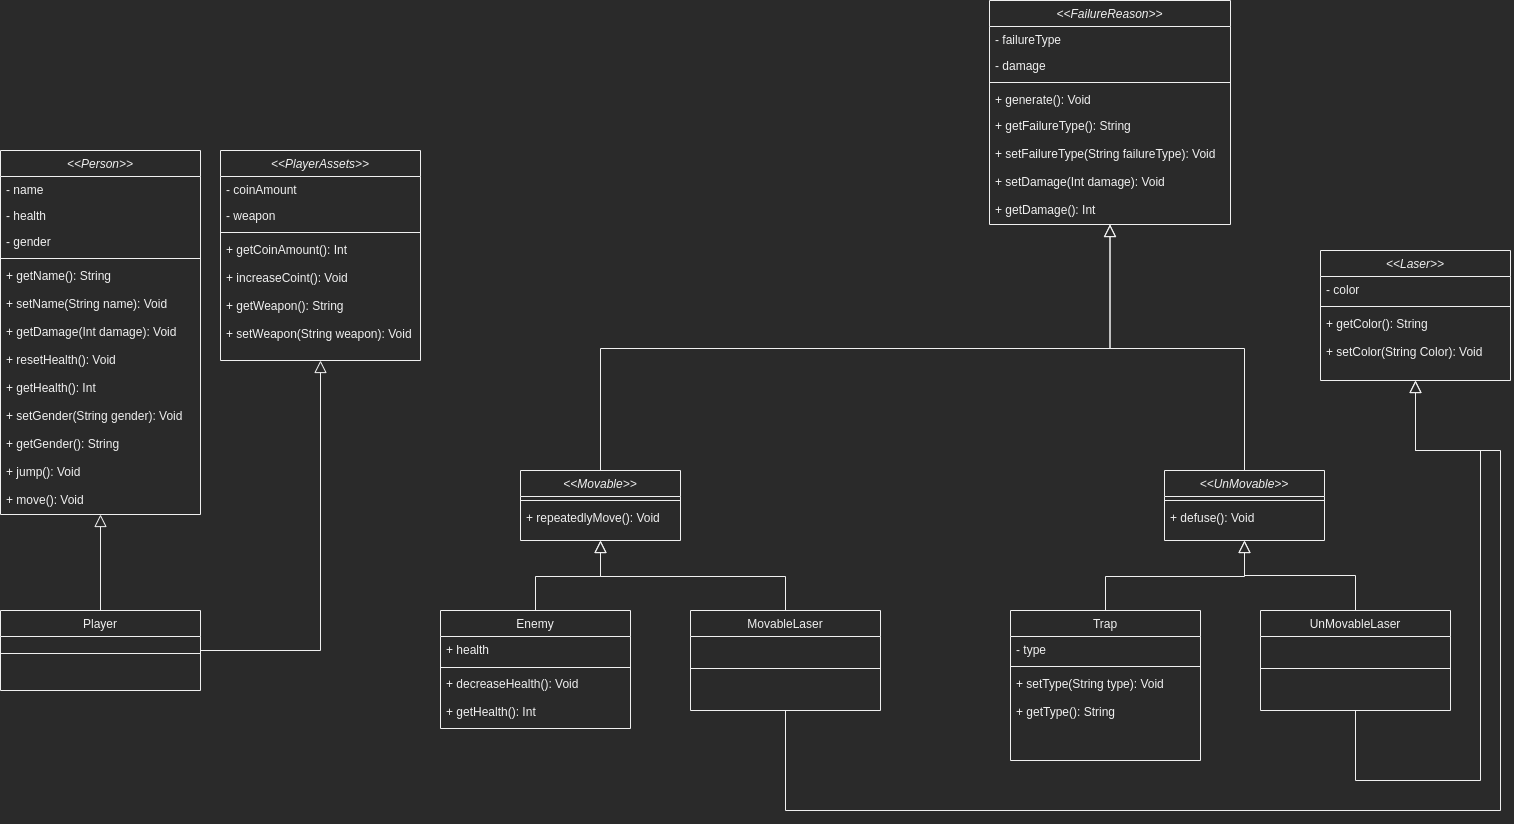 <<FailureReason>>
- failureType
- damage
+ generate(): Void
+ getFailureType(): String
+ setFailureType(String failureType): Void
+ setDamage(Int damage): Void
+ getDamage(): Int
<<Person>>
- name
- health
- gender
+ getName(): String
+ setName(String name): Void
+ getDamage(Int damage): Void
+ resetHealth(): Void
+ getHealth(): Int
+ setGender(String gender): Void
+ getGender(): String
+ jump(): Void
+ move(): Void
<<PlayerAssets>>
- coinAmount
- weapon
+ getCoinAmount(): Int
+ increaseCoint(): Void
+ getWeapon(): String
+ setWeapon(String weapon): Void
<<Laser>>
- color
+ getColor(): String
+ setColor(String Color): Void
<<Movable>>
+ repeatedlyMove(): Void
<<UnMovable>>
+ defuse(): Void
Player
Enemy
+ health
+ decreaseHealth(): Void
+ getHealth(): Int
MovableLaser
Trap
- type
+ setType(String type): Void
+ getType(): String
UnMovableLaser